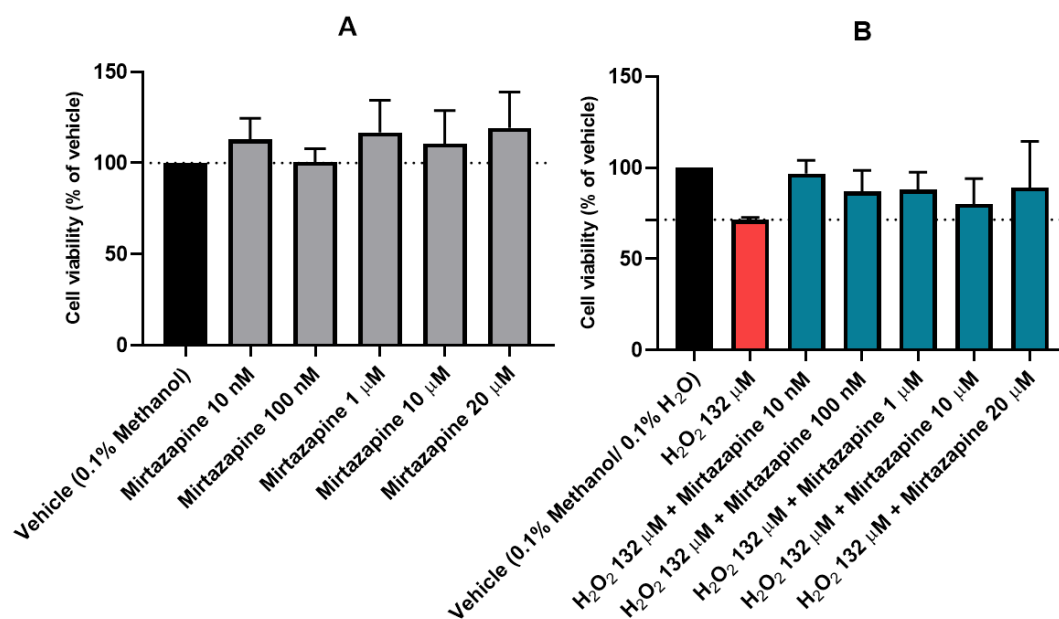 A
Cell viability (% of vehicle)
150
100
50
0
Vehicle (0.1% Methanol)
Mirtazapine 10 nM
Mirtazapine 100 nM
Mirtazapine 1 μM
Mirtazapine 10 μM
Mirtazapine 20 μM
B
Cell viability (% of vehicle)
150
100
50
0
Vehicle (0.1% Methanol/ 0.1% H₂O)
H₂O₂ 132 μM
H₂O₂ 132 μM + Mirtazapine 10 nM
H₂O₂ 132 μM + Mirtazapine 100 nM
H₂O₂ 132 μM + Mirtazapine 1 μM
H₂O₂ 132 μM + Mirtazapine 10 μM
H₂O₂ 132 μM + Mirtazapine 20 μM